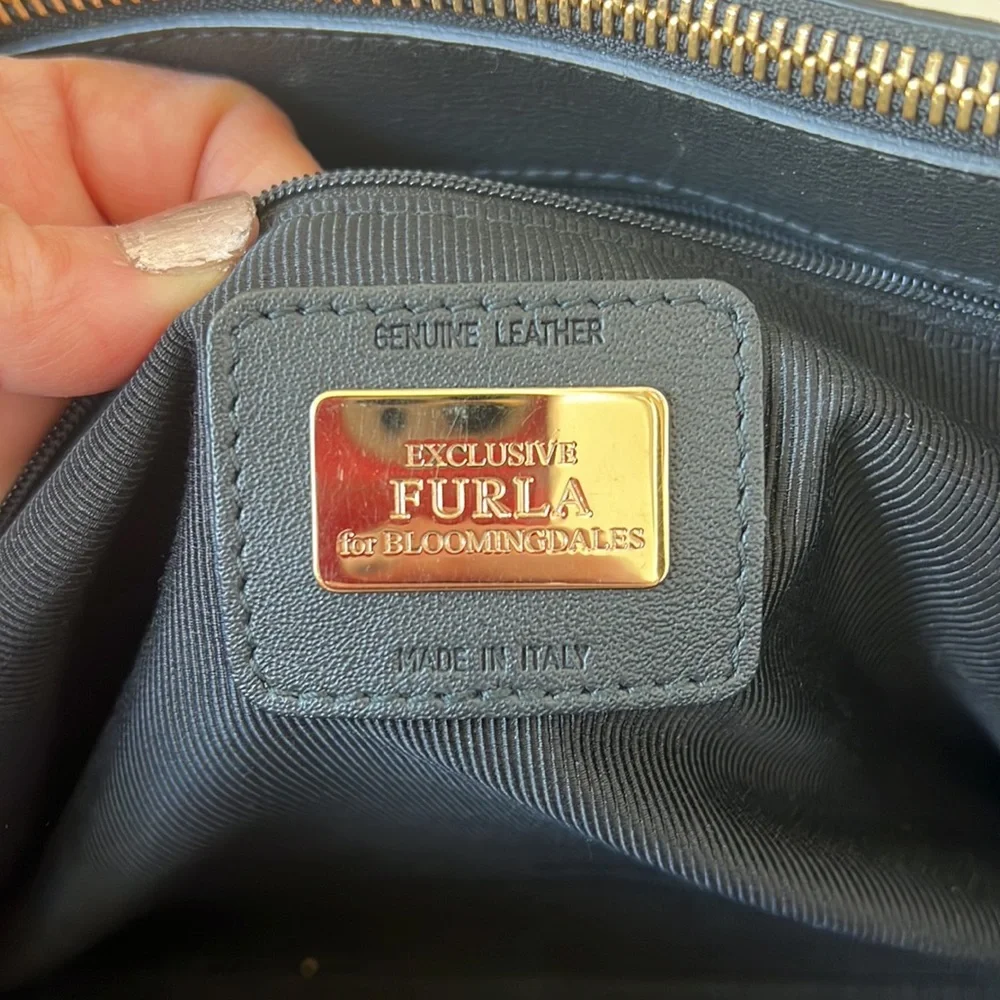 GENUINE LEATHER
EXCLUSIVE
FURLA
for BLOOMINGDALES
MADE IN ITALY